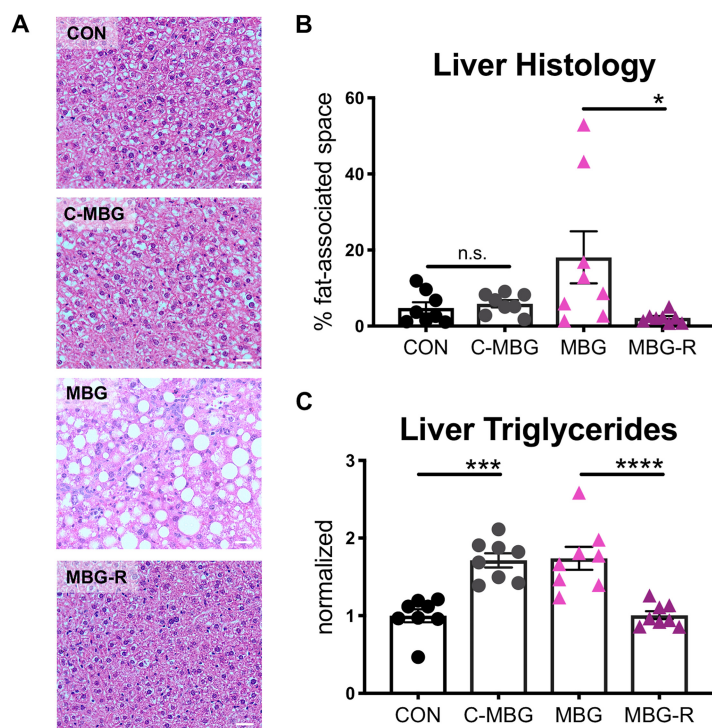 A
CON
C-MBG
MBG
MBG-R
B
Liver Histology
% fat-associated space
60
40
20
0
n.s.
*
CON C-MBG MBG MBG-R
C
Liver Triglycerides
normalized
3
2
1
0
***
****
CON C-MBG MBG MBG-R